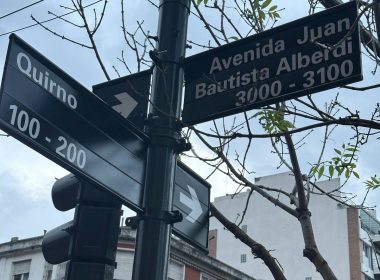 Quirno
100 - 200
Avenida Juan
Bautista Alberdi
3000 - 3100